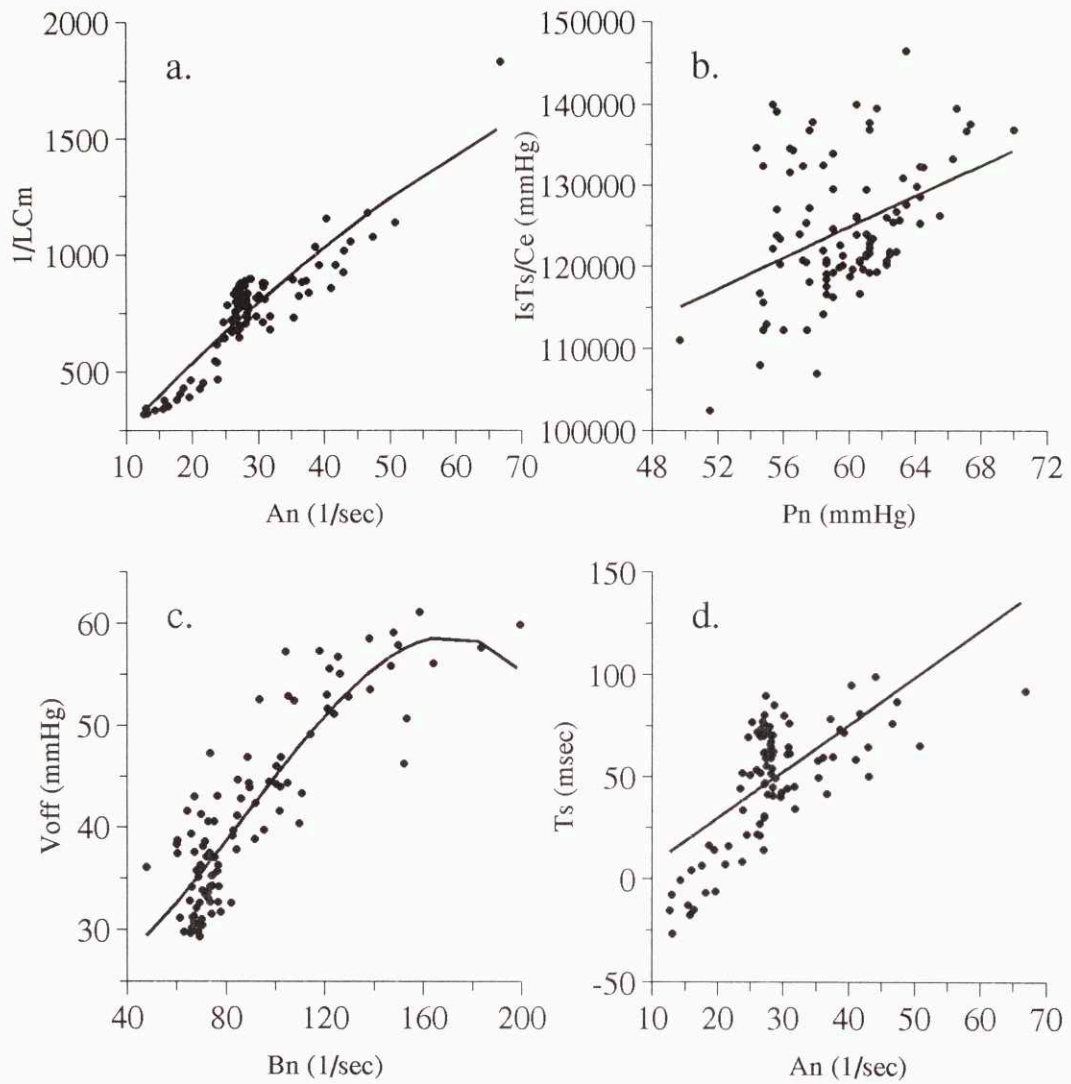 a.
2000
1500
1000
500
1/LCm
10 20 30 40 50 60 70
An (1/sec)
b.
150000
140000
130000
120000
110000
100000
IsTs/Ce (mmHg)
48 52 56 60 64 68 72
Pn (mmHg)
c.
60
50
40
30
Voff (mmHg)
40 80 120 160 200
Bn (1/sec)
d.
150
100
50
0
-50
Ts (msec)
10 20 30 40 50 60 70
An (1/sec)